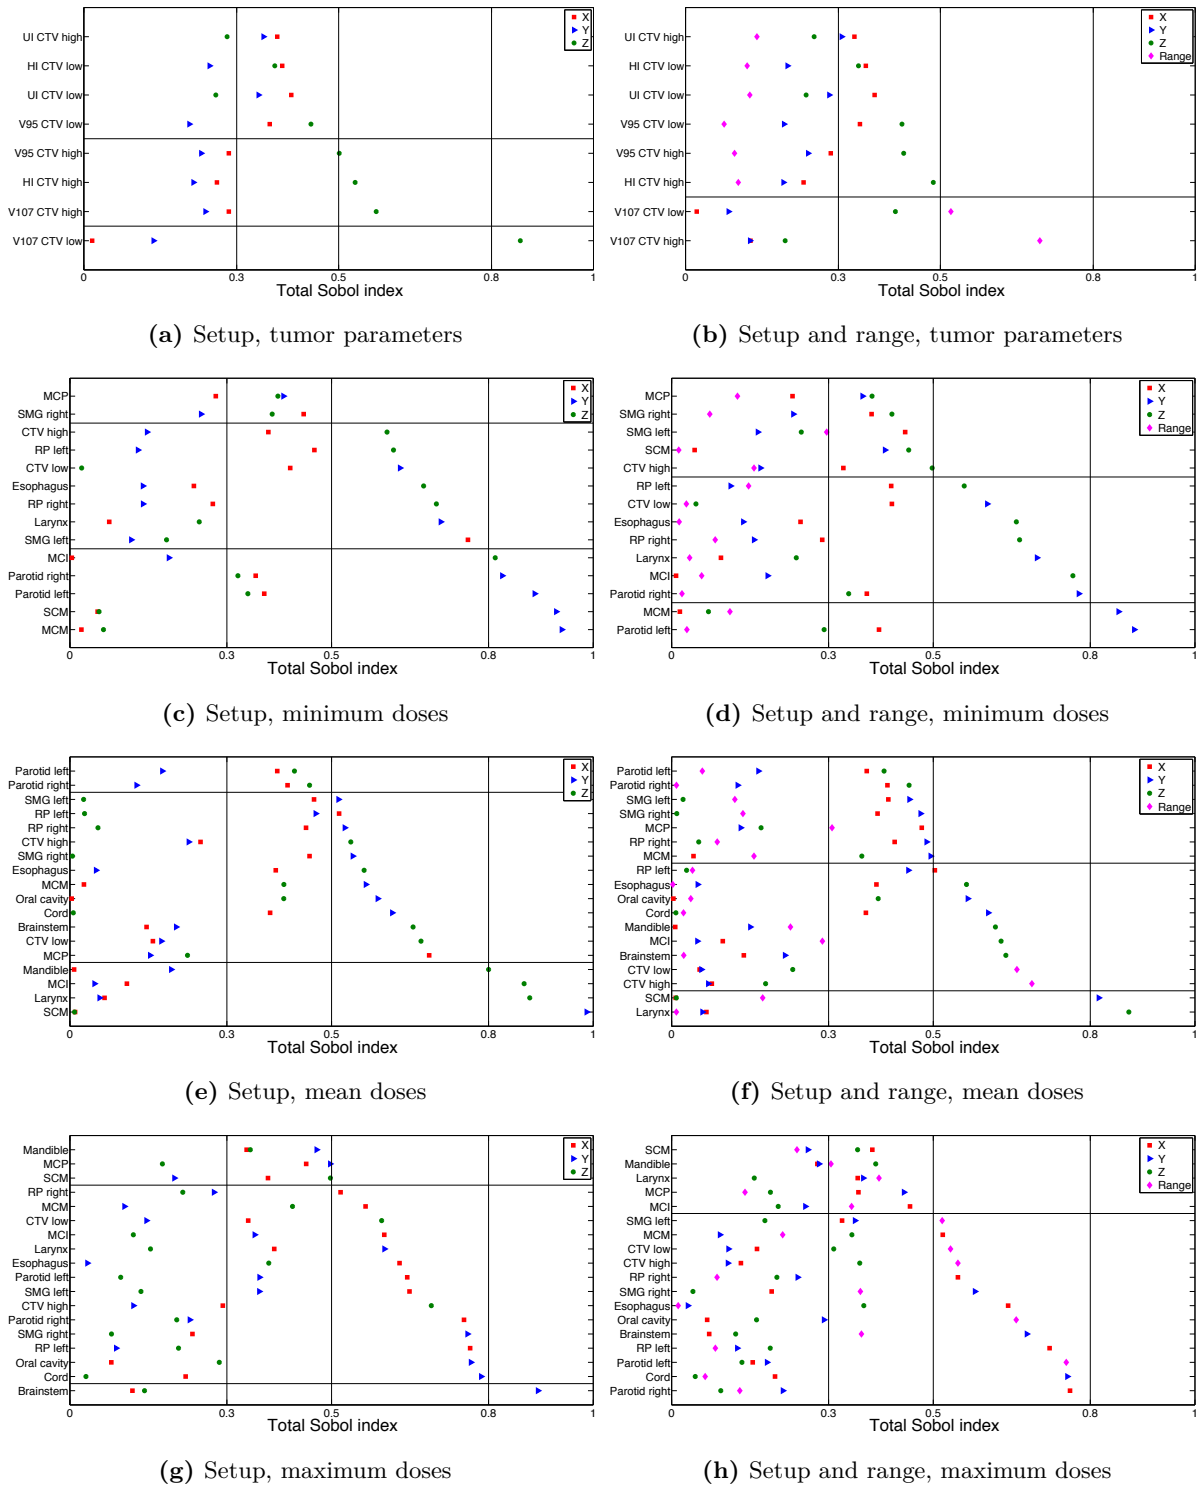 X
Y
Z
UI CTV high
HI CTV low
UI CTV low
V95 CTV low
V95 CTV high
HI CTV high
V107 CTV high
V107 CTV low
0 0.3 0.5 0.8 1
Total Sobol index
(a) Setup, tumor parameters
X
Y
Z
Range
UI CTV high
HI CTV low
UI CTV low
V95 CTV low
V95 CTV high
HI CTV high
V107 CTV low
V107 CTV high
0 0.3 0.5 0.8 1
Total Sobol index
(b) Setup and range, tumor parameters
X
Y
Z
MCP
SMG right
CTV high
RP left
CTV low
Esophagus
RP right
Larynx
SMG left
MCI
Parotid right
Parotid left
SCM
MCM
0 0.3 0.5 0.8 1
Total Sobol index
(c) Setup, minimum doses
X
Y
Z
Range
MCP
SMG right
SMG left
SCM
CTV high
RP left
CTV low
Esophagus
RP right
Larynx
MCI
Parotid right
MCM
Parotid left
0 0.3 0.5 0.8 1
Total Sobol index
(d) Setup and range, minimum doses
X
Y
Z
Parotid left
Parotid right
SMG left
RP left
RP right
CTV high
SMG right
Esophagus
MCM
Oral cavity
Cord
Brainstem
CTV low
MCP
Mandible
MCI
Larynx
SCM
0 0.3 0.5 0.8 1
Total Sobol index
(e) Setup, mean doses
X
Y
Z
Range
Parotid left
Parotid right
SMG left
SMG right
MCP
RP right
MCM
RP left
Esophagus
Oral cavity
Cord
Mandible
MCI
Brainstem
CTV low
CTV high
SCM
Larynx
0 0.3 0.5 0.8 1
Total Sobol index
(f) Setup and range, mean doses
X
Y
Z
Mandible
MCP
SCM
RP right
MCM
CTV low
MCI
Larynx
Esophagus
Parotid left
SMG left
CTV high
Parotid right
SMG right
RP left
Oral cavity
Cord
Brainstem
0 0.3 0.5 0.8 1
Total Sobol index
(g) Setup, maximum doses
X
Y
Z
Range
SCM
Mandible
Larynx
MCP
MCI
SMG left
MCM
CTV low
CTV high
RP right
SMG right
Esophagus
Oral cavity
Brainstem
RP left
Parotid left
Cord
Parotid right
0 0.3 0.5 0.8 1
Total Sobol index
(h) Setup and range, maximum doses